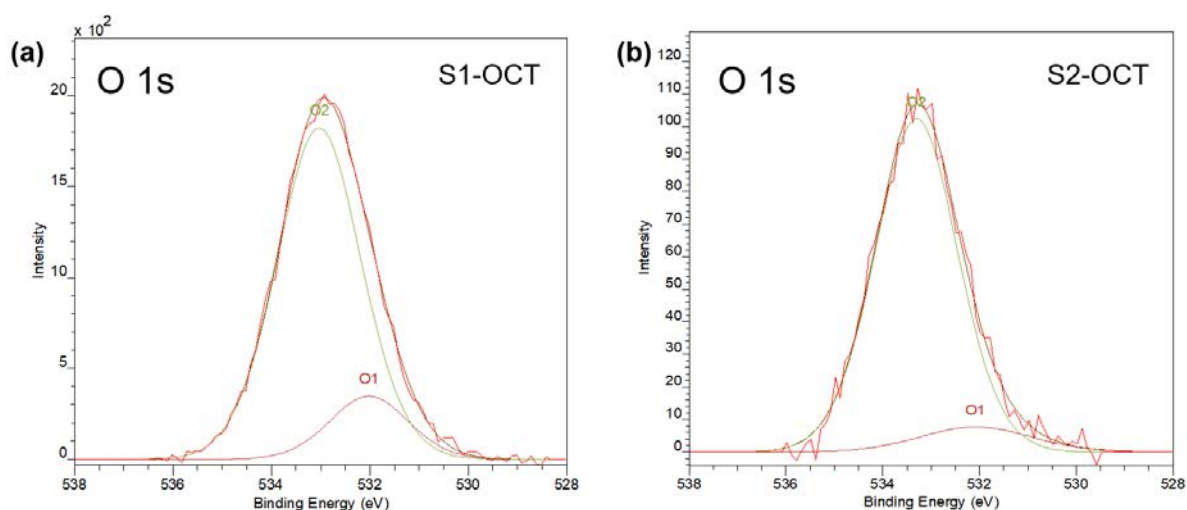 (a)
x 10²
O 1s
S1-OCT
O2
O1
20
15
10
5
0
Intensity
538 536 534 532 530 528
Binding Energy (eV)
(b)
O 1s
S2-OCT
O2
O1
120
110
100
90
80
70
60
50
40
30
20
10
0
Intensity
538 536 534 532 530 528
Binding Energy (eV)